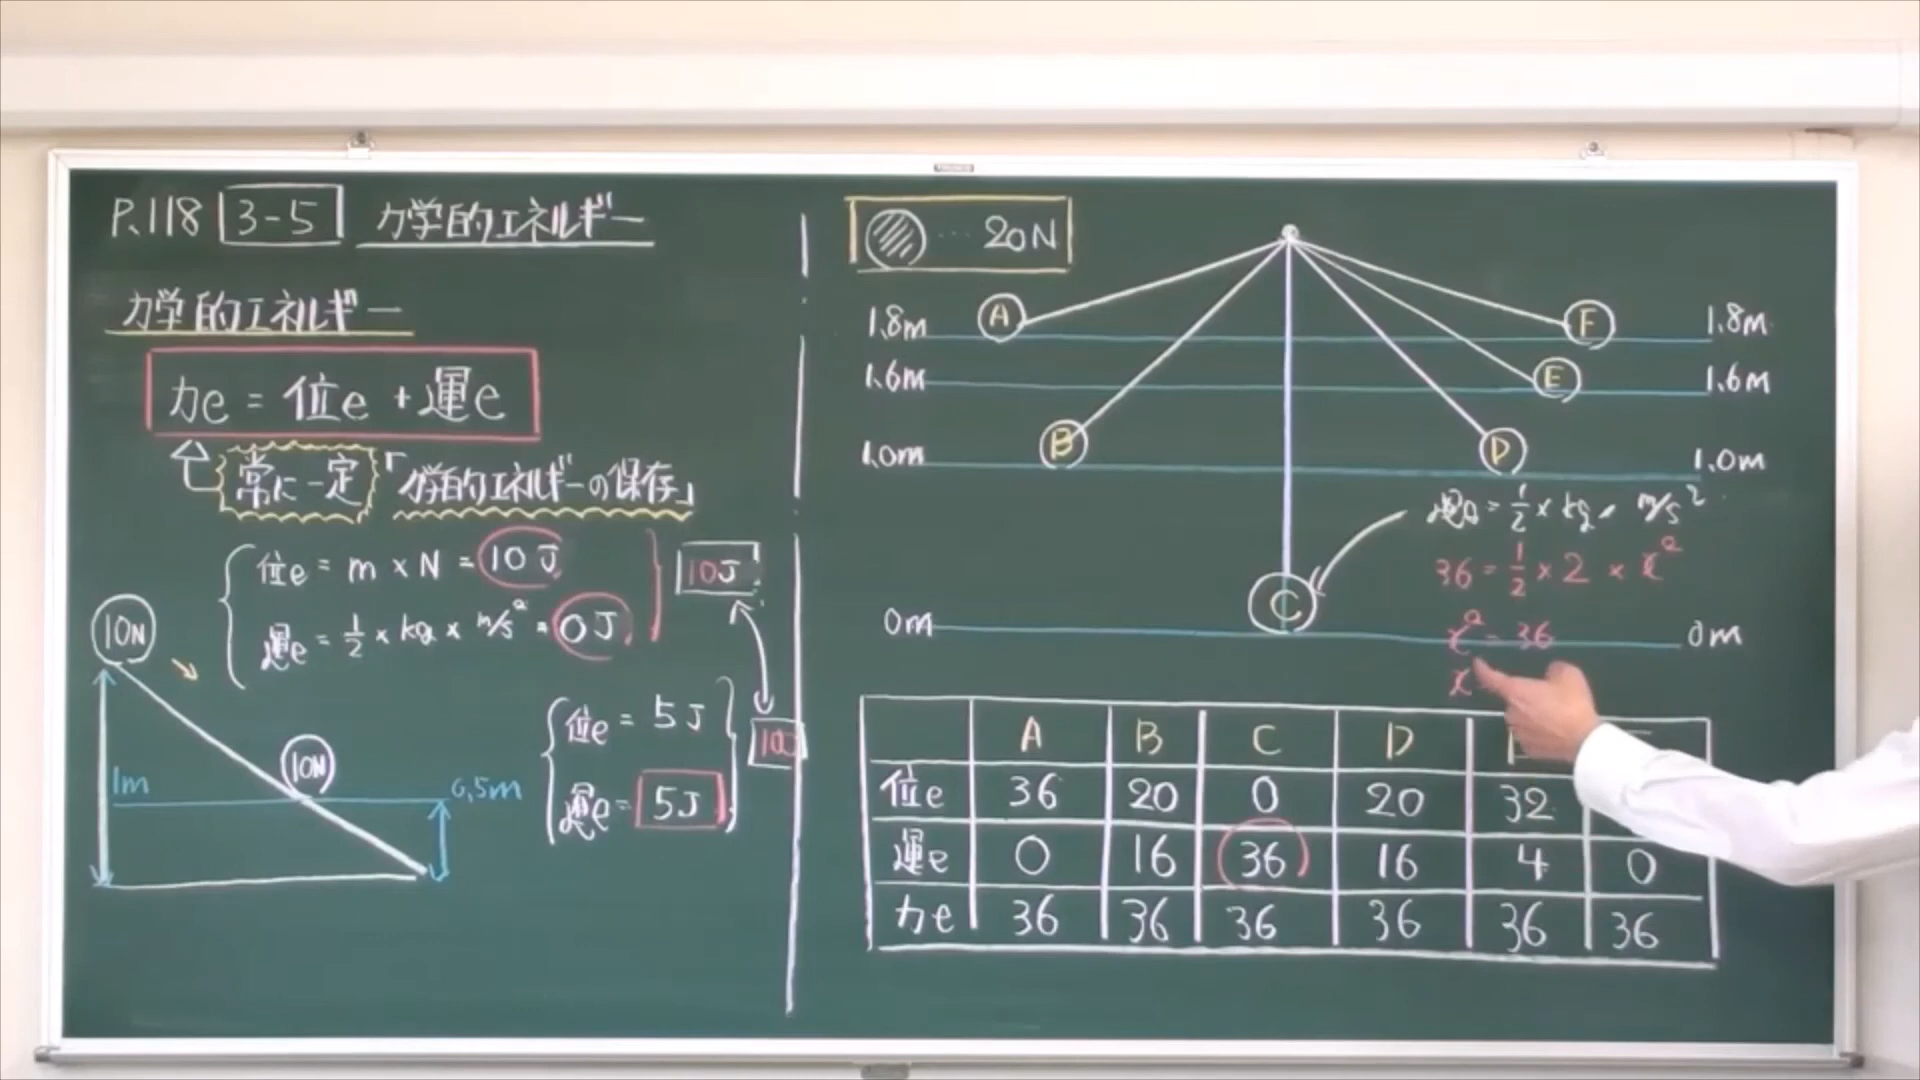 P.118 3-5 力学的エネルギー
力学的エネルギー
力e = 位e + 運e
常に一定 「力学的エネルギーの保存」
位e = m × N = 10J
運e = 1/2 × kg × m/s² = 0J
10J
10N
10N
1m
0.5m
位e = 5J
運e = 5J
10J
… 20N
A
F
1.8m
1.8m
1.6m
E
1.6m
1.0m
B
D
1.0m
運e = 1/2 × kg × m/s²
36 = 1/2 × 2 × x²
C
0m
x² = 36
0m
x
A B C D
位e 36 20 0 20 32
運e 0 16 36 16 4 0
力e 36 36 36 36 36 36